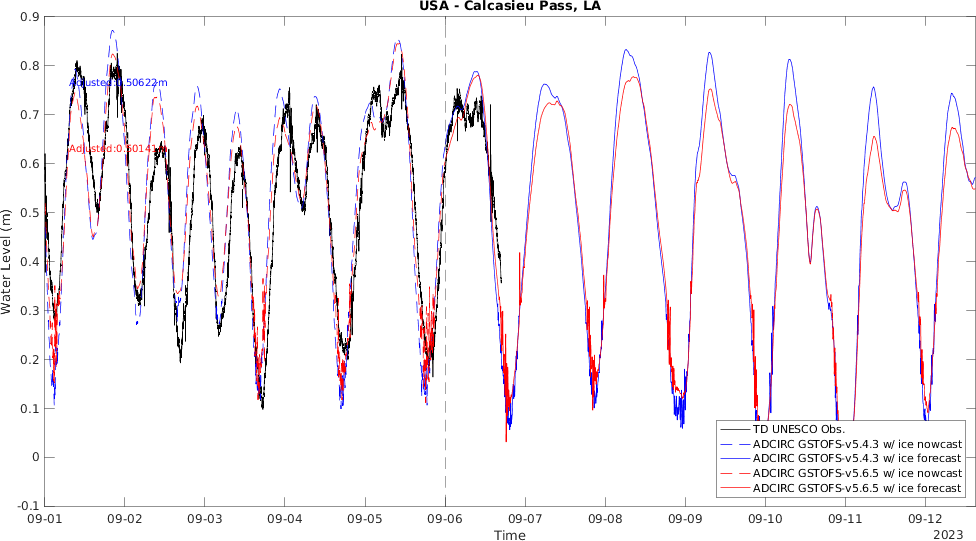 USA - Calcasieu Pass, LA
0.9
0.8
0.7
0.6
0.5
0.4
0.3
0.2
0.1
0
-0.1
Water Level (m)
Adjusted:0.50622m
09-01
09-02
09-03
09-04
09-05
09-06
09-07
09-08
09-09
09-10
09-11
09-12
Time
2023
TD UNESCO Obs.
ADCIRC GSTOFS-v5.4.3 w/ ice nowcast
ADCIRC GSTOFS-v5.4.3 w/ ice forecast
ADCIRC GSTOFS-v5.6.5 w/ ice nowcast
ADCIRC GSTOFS-v5.6.5 w/ ice forecast